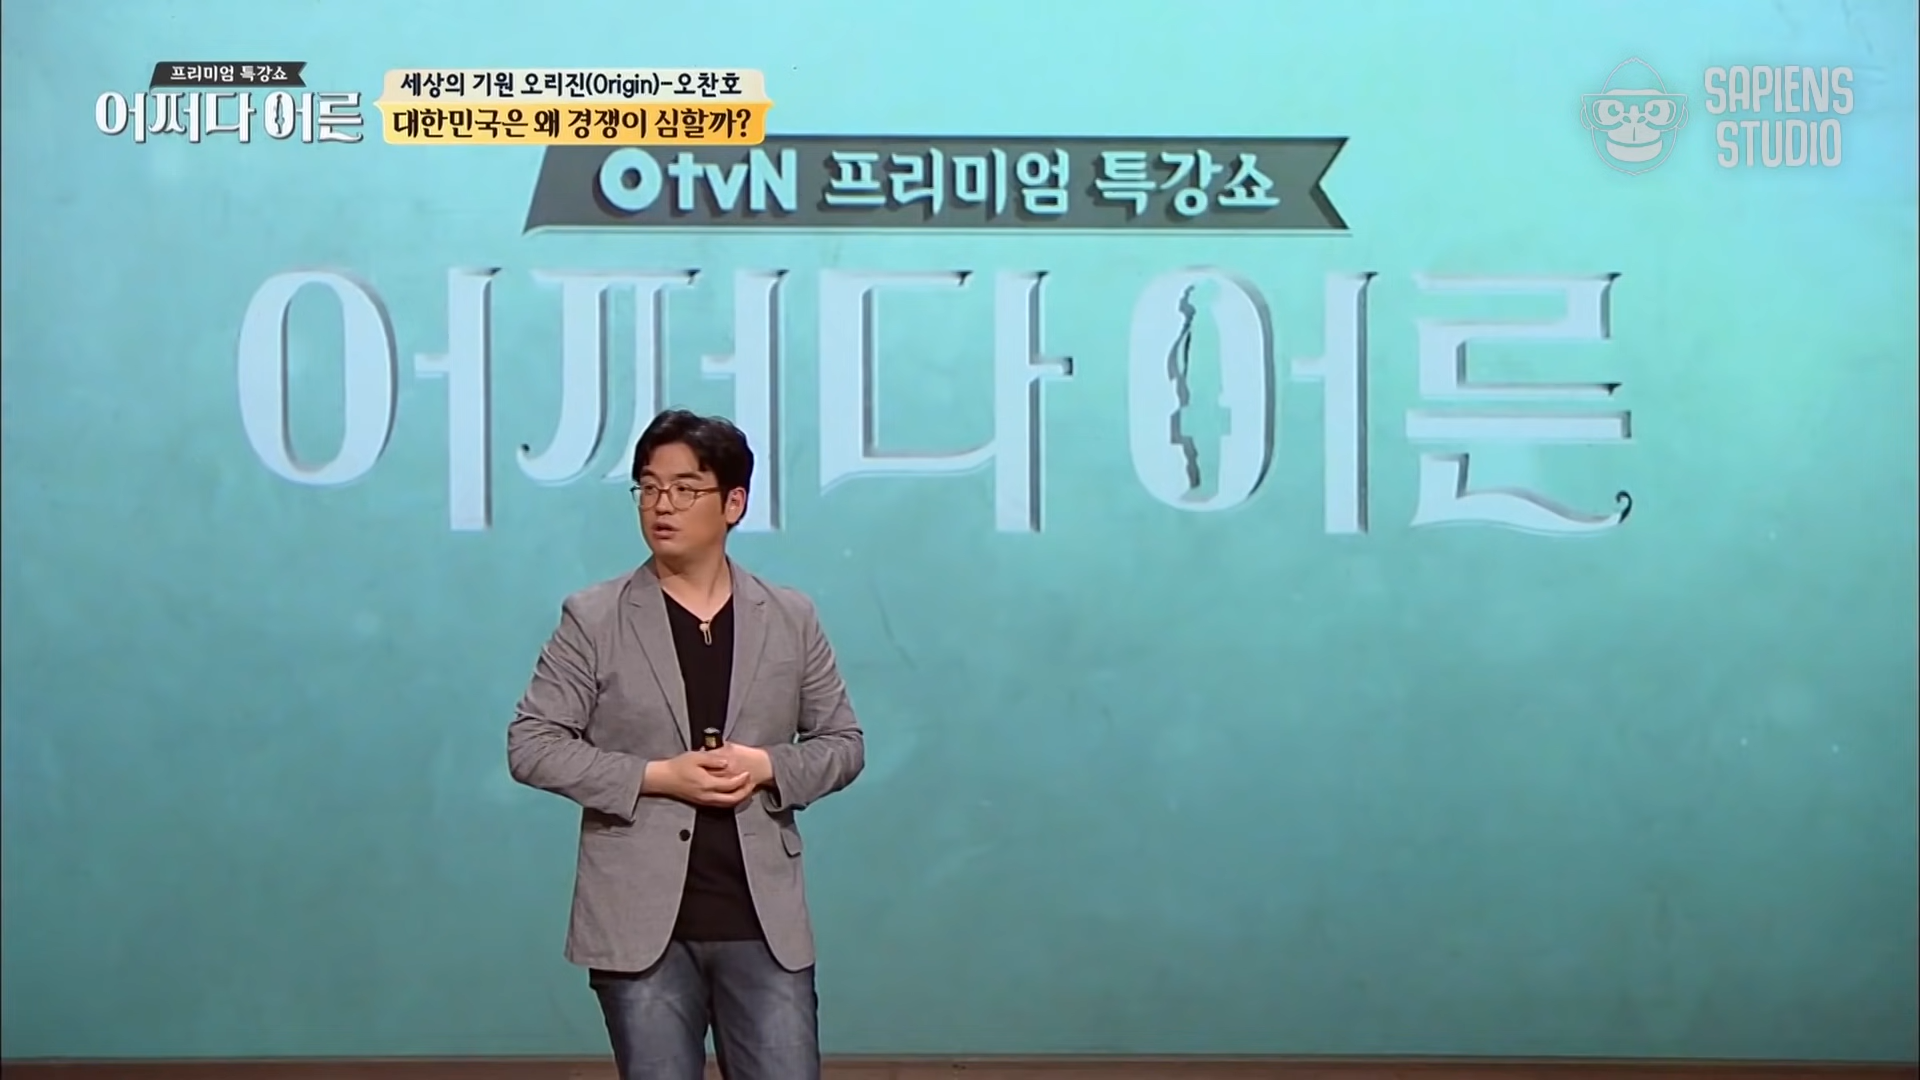 프리미엄 특강쇼
어쩌다 어른
세상의 기원 오리진(Origin)-오찬호
대한민국은 왜 경쟁이 심할까?
SAPIENS
STUDIO
OtvN 프리미엄 특강쇼
어쩌다 어른